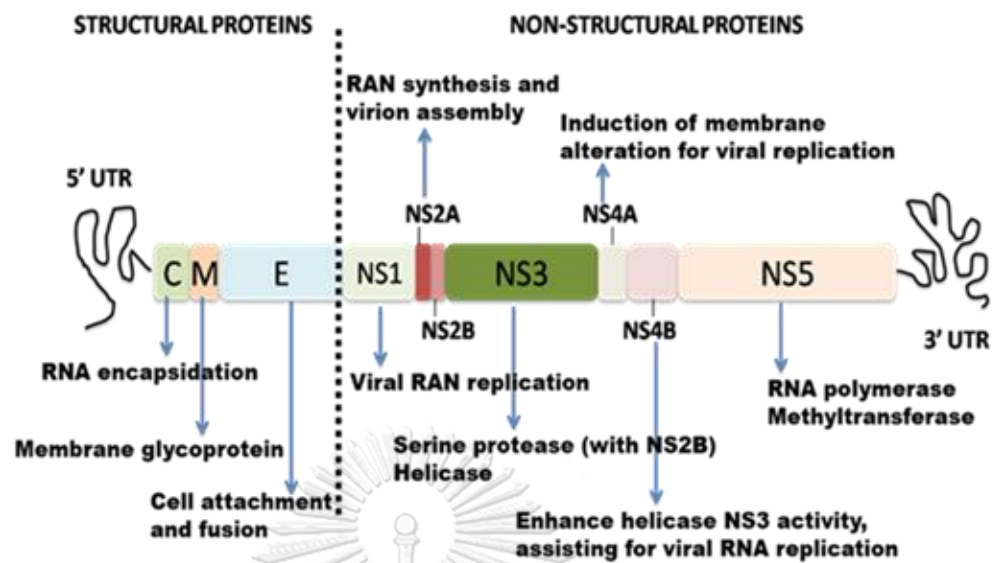 STRUCTURAL PROTEINS
NON-STRUCTURAL PROTEINS
RAN synthesis and
virion assembly
Induction of membrane
alteration for viral replication
5' UTR
NS2A
NS4A
C
M
E
NS1
NS3
NS5
NS2B
NS4B
3' UTR
RNA encapsidation
Viral RAN replication
RNA polymerase
Methyltransferase
Membrane glycoprotein
Serine protease (with NS2B)
Helicase
Cell attachment
and fusion
Enhance helicase NS3 activity,
assisting for viral RNA replication